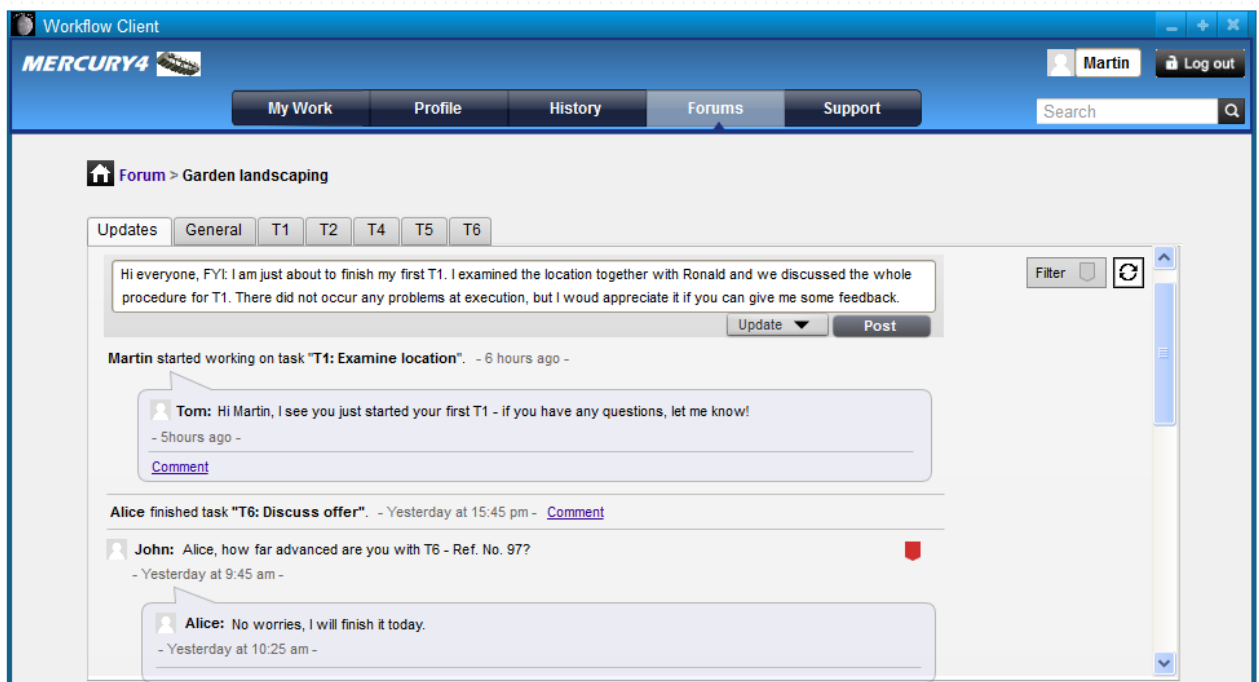 Workflow Client
MERCURY4
Martin
Log out
My Work Profile History Forums Support
Search
Forum > Garden landscaping
Updates General T1 T2 T4 T5 T6
Hi everyone, FYI: I am just about to finish my first T1. I examined the location together with Ronald and we discussed the whole
procedure for T1. There did not occur any problems at execution, but I woud appreciate it if you can give me some feedback.
Filter
Update Post
Martin started working on task "T1: Examine location". - 6 hours ago -
Tom: Hi Martin, I see you just started your first T1 - if you have any questions, let me know!
- 5hours ago -
Comment
Alice finished task "T6: Discuss offer". - Yesterday at 15:45 pm - Comment
John: Alice, how far advanced are you with T6 - Ref. No. 97?
- Yesterday at 9:45 am -
Alice: No worries, I will finish it today.
- Yesterday at 10:25 am -